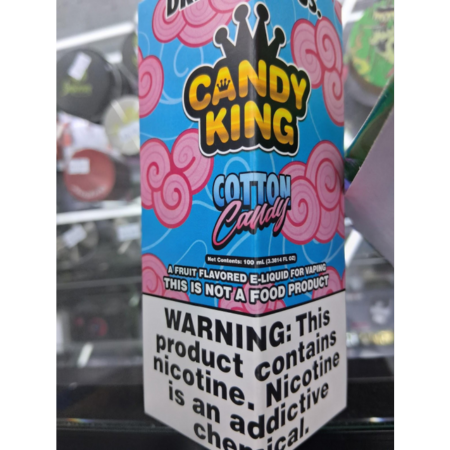 CANDY
KING
COTTON
Candy
Net Contents: 100 mL (3.3814 FL OZ)
A FRUIT FLAVORED E-LIQUID FOR VAPING
THIS IS NOT A FOOD PRODUCT
WARNING: This
product contains
nicotine. Nicotine
is an addictive
chemical.